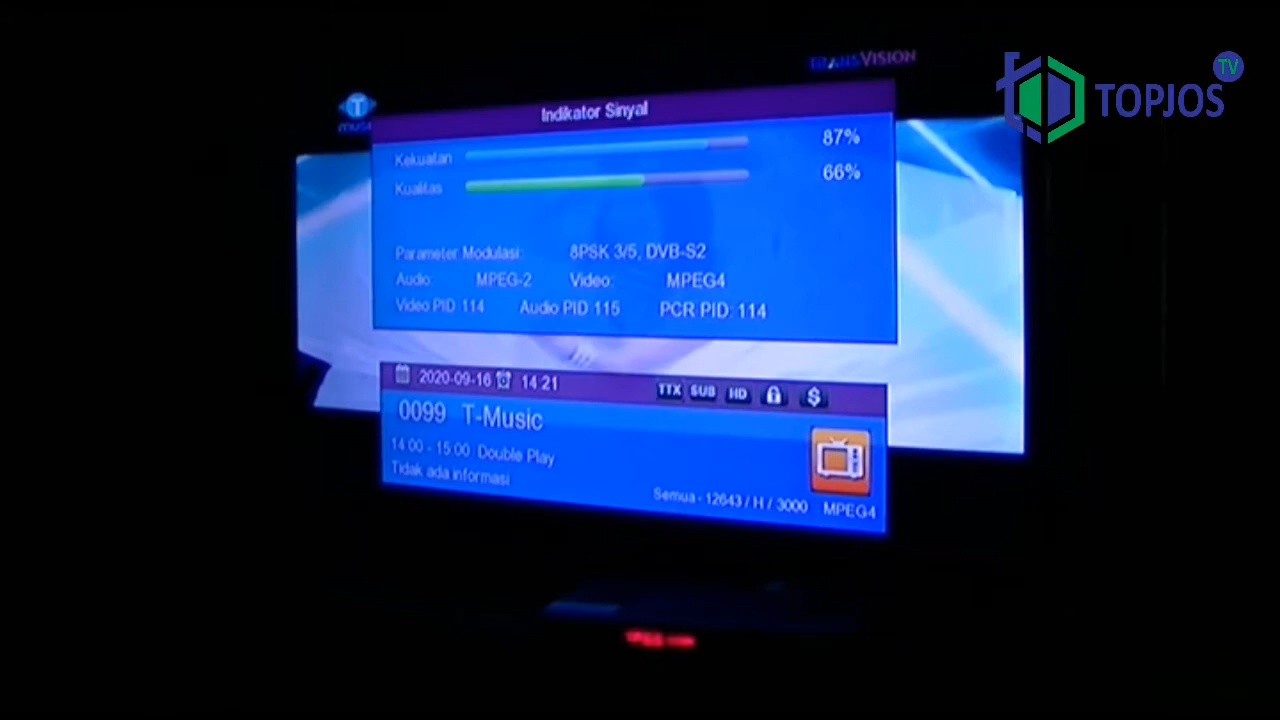 TRANSVISION
TOPJOS TV
T
music
Indikator Sinyal
Kekuatan 87%
Kualitas 66%
Parameter Modulasi: 8PSK 3/5, DVB-S2
Audio: MPEG-2 Video: MPEG4
Video PID: 114 Audio PID 115 PCR PID: 114
2020-09-16 14:21 TTX SUB HD $
0099 T-Music
14:00 - 15:00 Double Play
Tidak ada informasi
Semua - 12643 / H / 3000 MPEG4